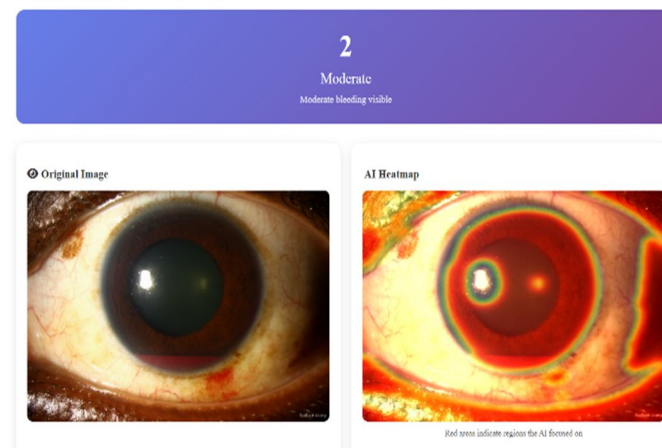 2
Moderate
Moderate bleeding visible
Original Image
AI Heatmap
Red areas indicate regions the AI focused on